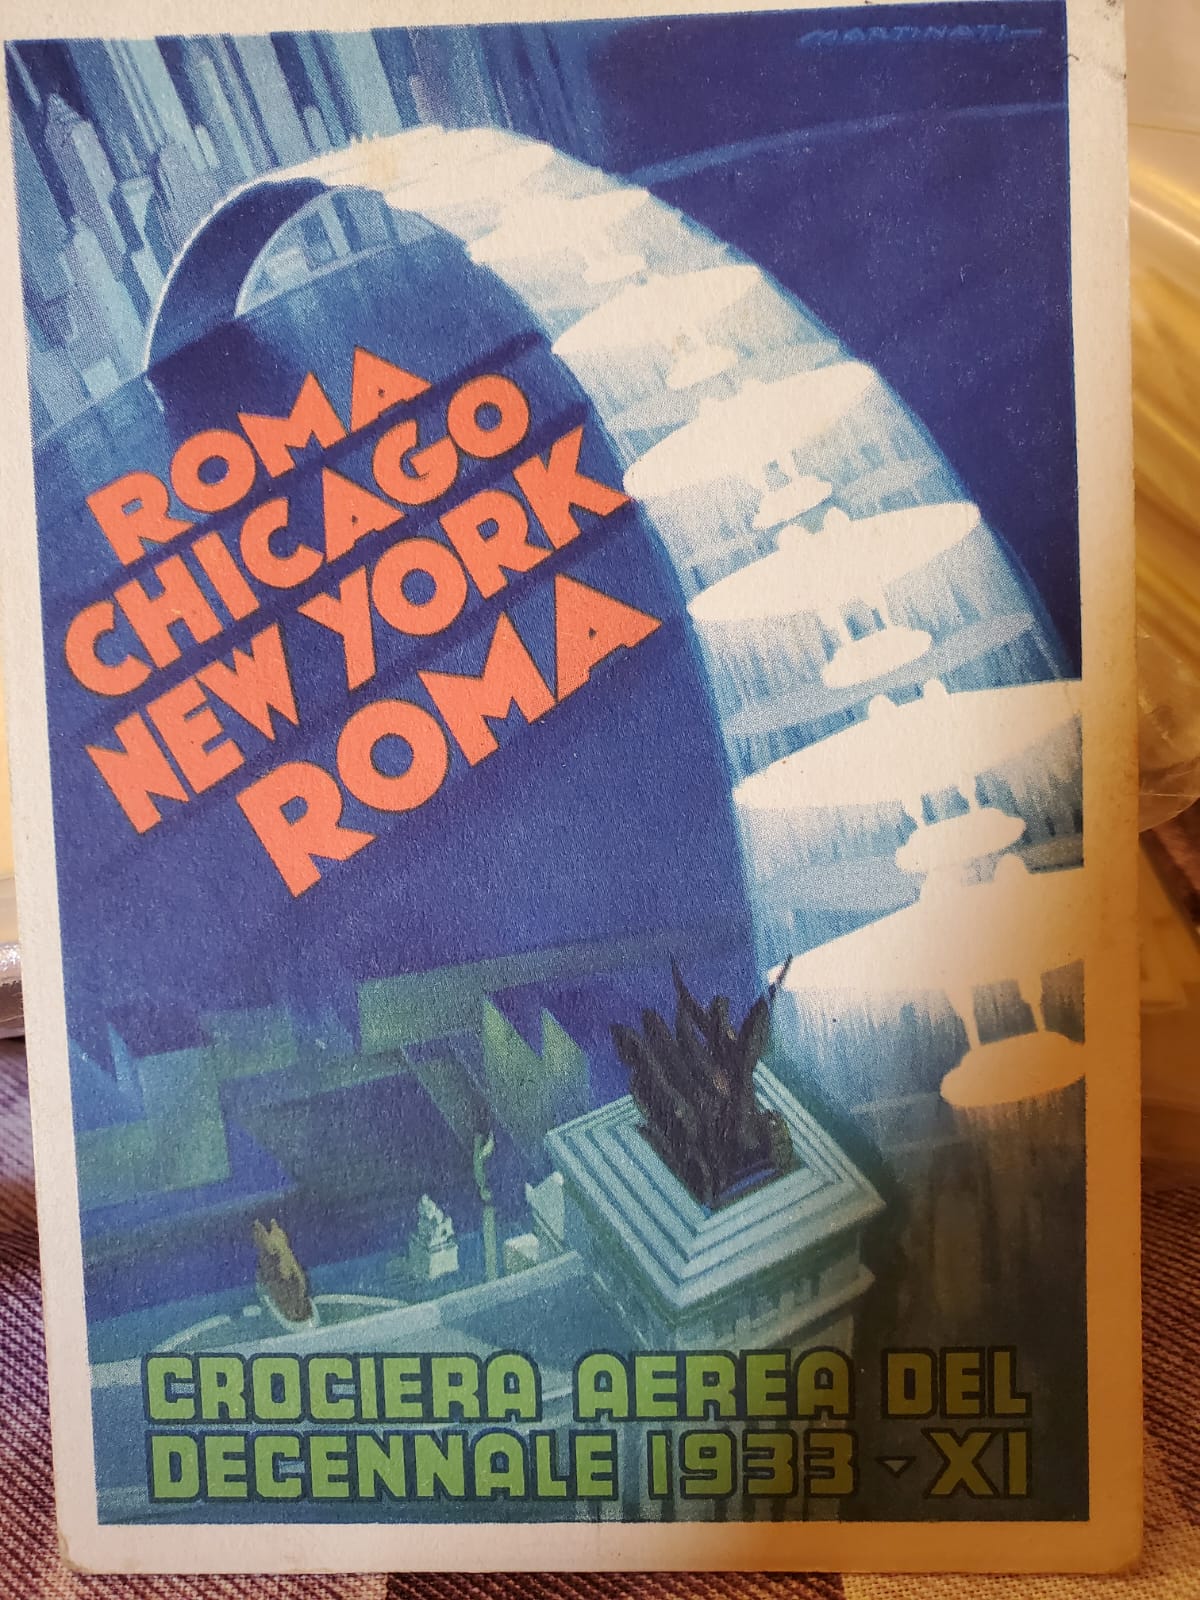 MARTINATI
ROMA
CHICAGO
NEW YORK
ROMA
CROCIERA AEREA DEL
DECENNALE 1933 - XI